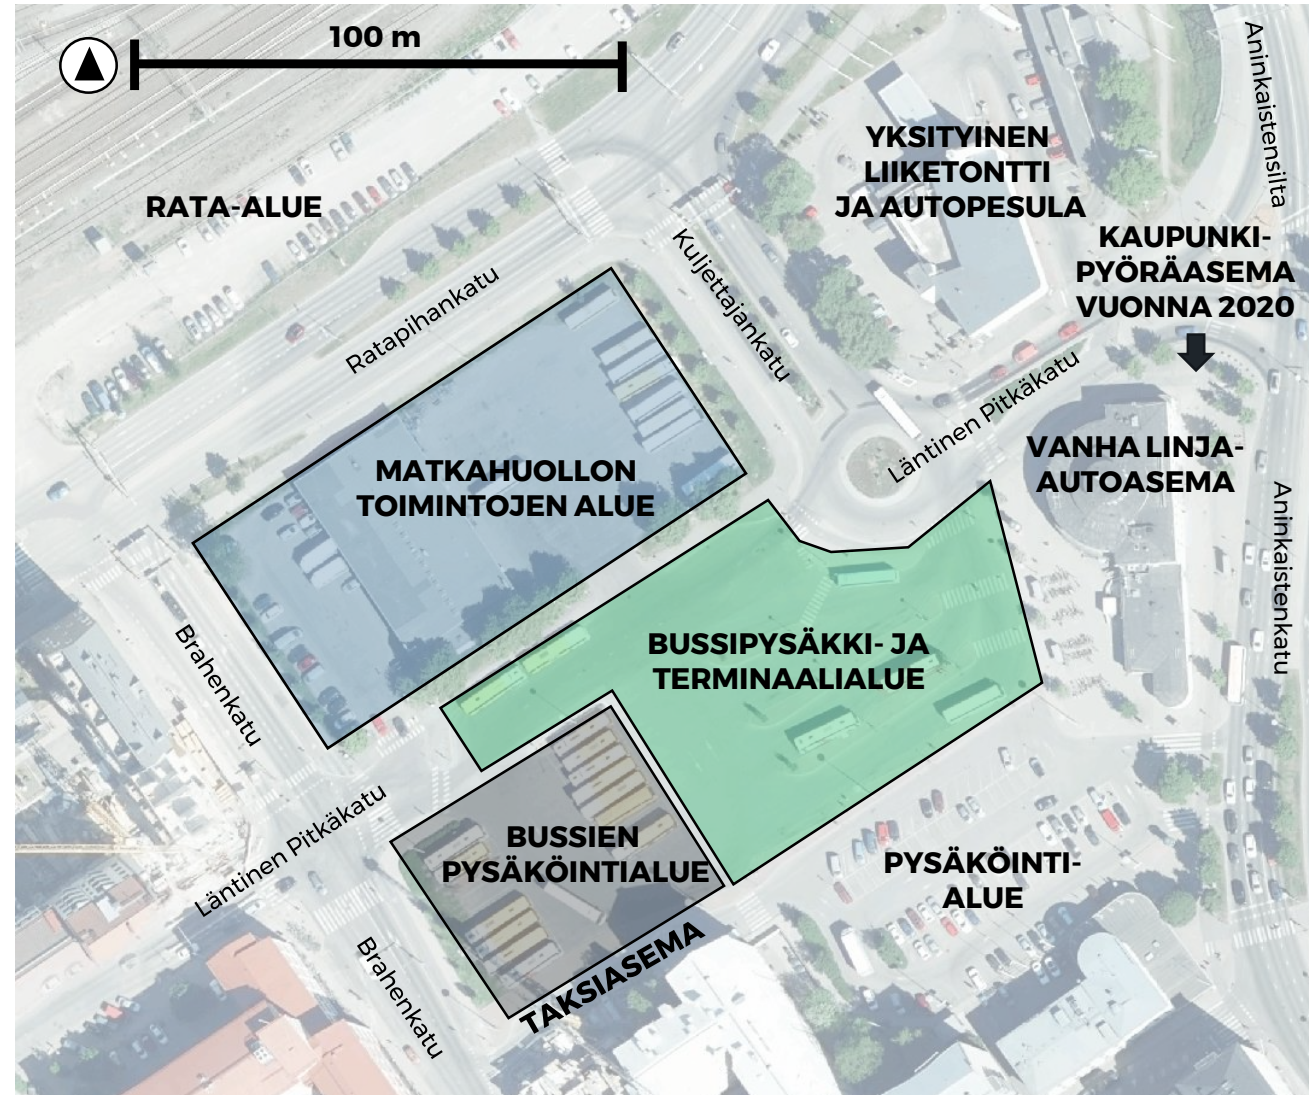 100 m
Aninkaistensilta
YKSITYINEN
LIIKETONTTI
JA AUTOPESULA
RATA-ALUE
KAUPUNKI-
PYÖRÄASEMA
VUONNA 2020
Kuljettajankatu
Ratapihankatu
Läntinen Pitkäkatu
VANHA LINJA-
AUTOASEMA
MATKAHUOLLON
TOIMINTOJEN ALUE
Aninkaistenkatu
Brahenkatu
BUSSIPYSÄKKI- JA
TERMINAALIALUE
Läntinen Pitkäkatu
BUSSIEN
PYSÄKÖINTIALUE
PYSÄKÖINTI-
ALUE
TAKSIASEMA
Brahenkatu